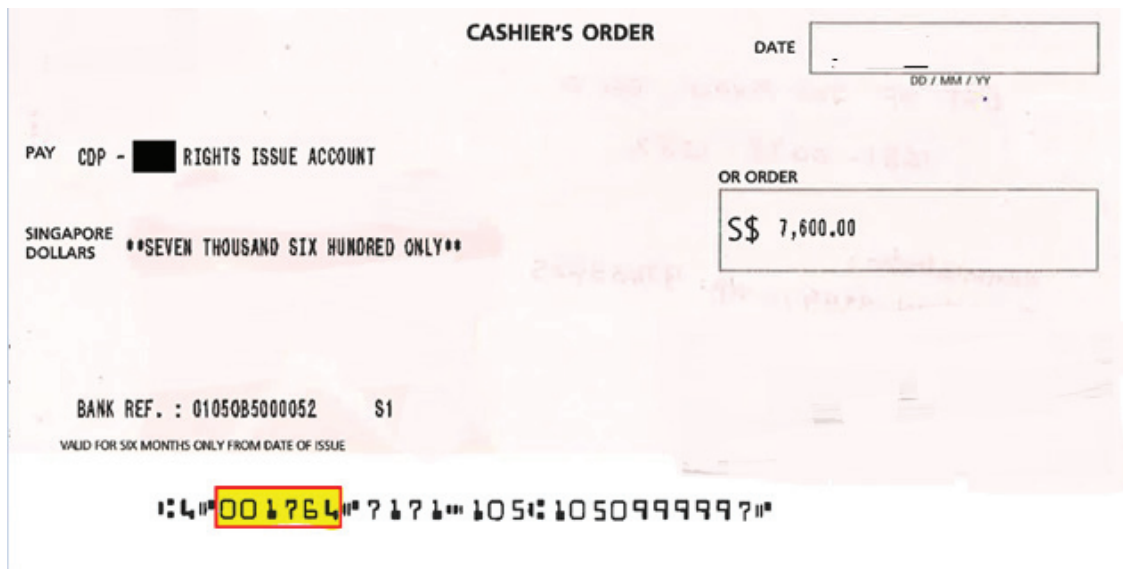 CASHIER'S ORDER
DATE
DD / MM / YY
PAY CDP - RIGHTS ISSUE ACCOUNT
OR ORDER
SINGAPORE DOLLARS **SEVEN THOUSAND SIX HUNDRED ONLY**
S$ 7,600.00
BANK REF. : 01050B5000052 S1
VALID FOR SIX MONTHS ONLY FROM DATE OF ISSUE
⑆4⑈001764⑈7171⑉105⑆1050999997⑈